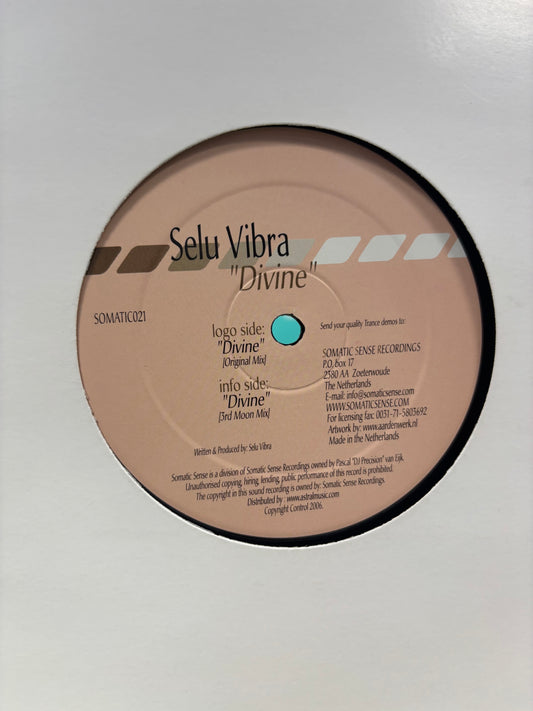 Selu Vibra
"Divine"
SOMATIC021
logo side:
"Divine"
[Original Mix]
info side:
"Divine"
[3rd Moon Mix]
Send your quality Trance demos to:
SOMATIC SENSE RECORDINGS
P.O. box 17
2380 AA Zoeterwoude
The Netherlands
E-mail: info@somaticsense.com
WWW.SOMATICSENSE.COM
For licensing fax: 0031-71-5803692
Artwork by: www.aardenwerk.nl
Made in the Netherlands
Written & Produced by: Selu Vibra
Somatic Sense is a division of Somatic Sense Recordings owned by Pascal "DJ Precision" van Eijk.
Unauthorised copying, hiring, lending, public performance of this record is prohibited.
The copyright in this sound recording is owned by: Somatic Sense Recordings.
Distributed by : www.astralmusic.com
Copyright Control 2006.